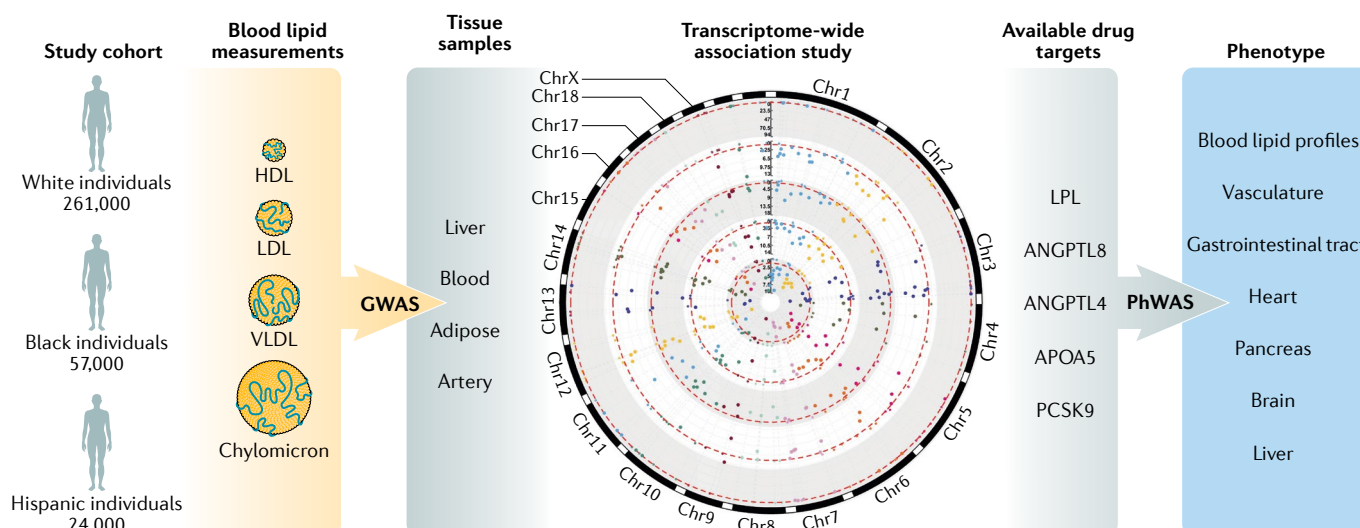 Study cohort
White individuals
261,000
Black individuals
57,000
Hispanic individuals
24,000
Blood lipid
measurements
HDL
LDL
VLDL
Chylomicron
GWAS
Tissue
samples
Liver
Blood
Adipose
Artery
Transcriptome-wide
association study
ChrX
Chr18
Chr17
Chr16
Chr15
Chr14
Chr13
Chr12
Chr11
Chr10
Chr9
Chr8
Chr7
Chr6
Chr5
Chr4
Chr3
Chr2
Chr1
Available drug
targets
LPL
ANGPTL8
ANGPTL4
APOA5
PCSK9
PhWAS
Phenotype
Blood lipid profiles
Vasculature
Gastrointestinal tract
Heart
Pancreas
Brain
Liver